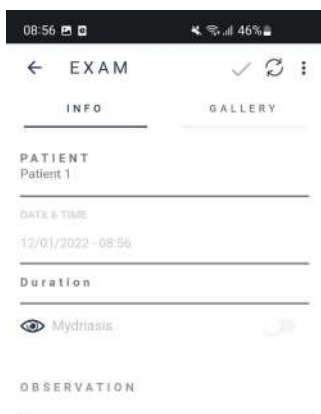 08:56 46%
EXAM
INFO GALLERY
PATIENT
Patient 1
DATE & TIME
12/01/2022 - 08:56
Duration
Mydriasis
OBSERVATION